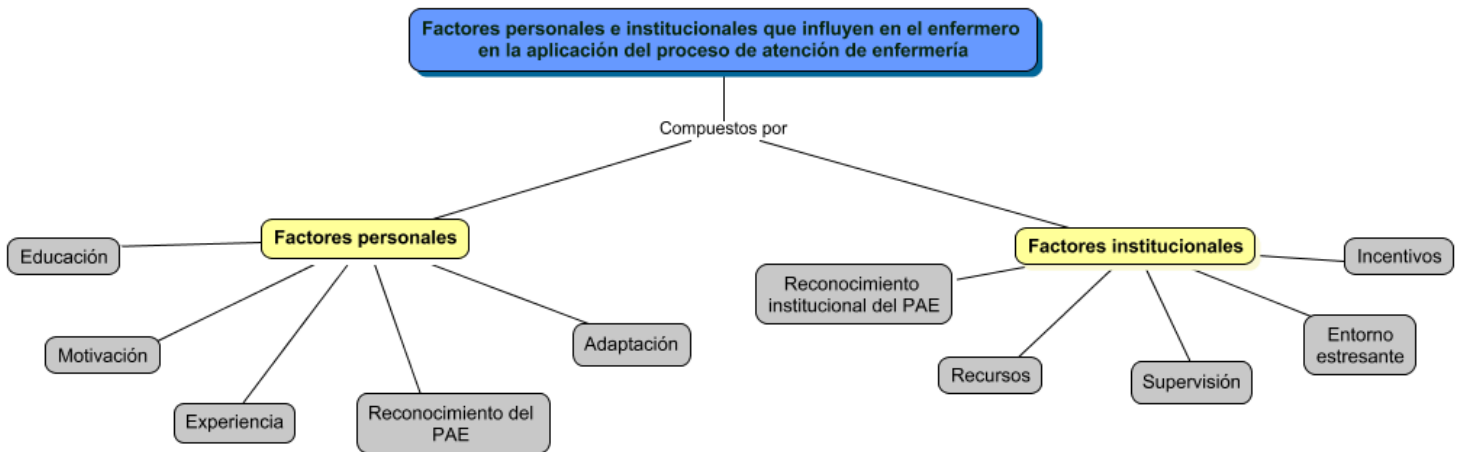 Factores personales e institucionales que influyen en el enfermero
en la aplicación del proceso de atención de enfermería
Compuestos por
Factores personales
Educación
Motivación
Experiencia
Reconocimiento del
PAE
Adaptación
Factores institucionales
Reconocimiento
institucional del PAE
Recursos
Supervisión
Entorno
estresante
Incentivos